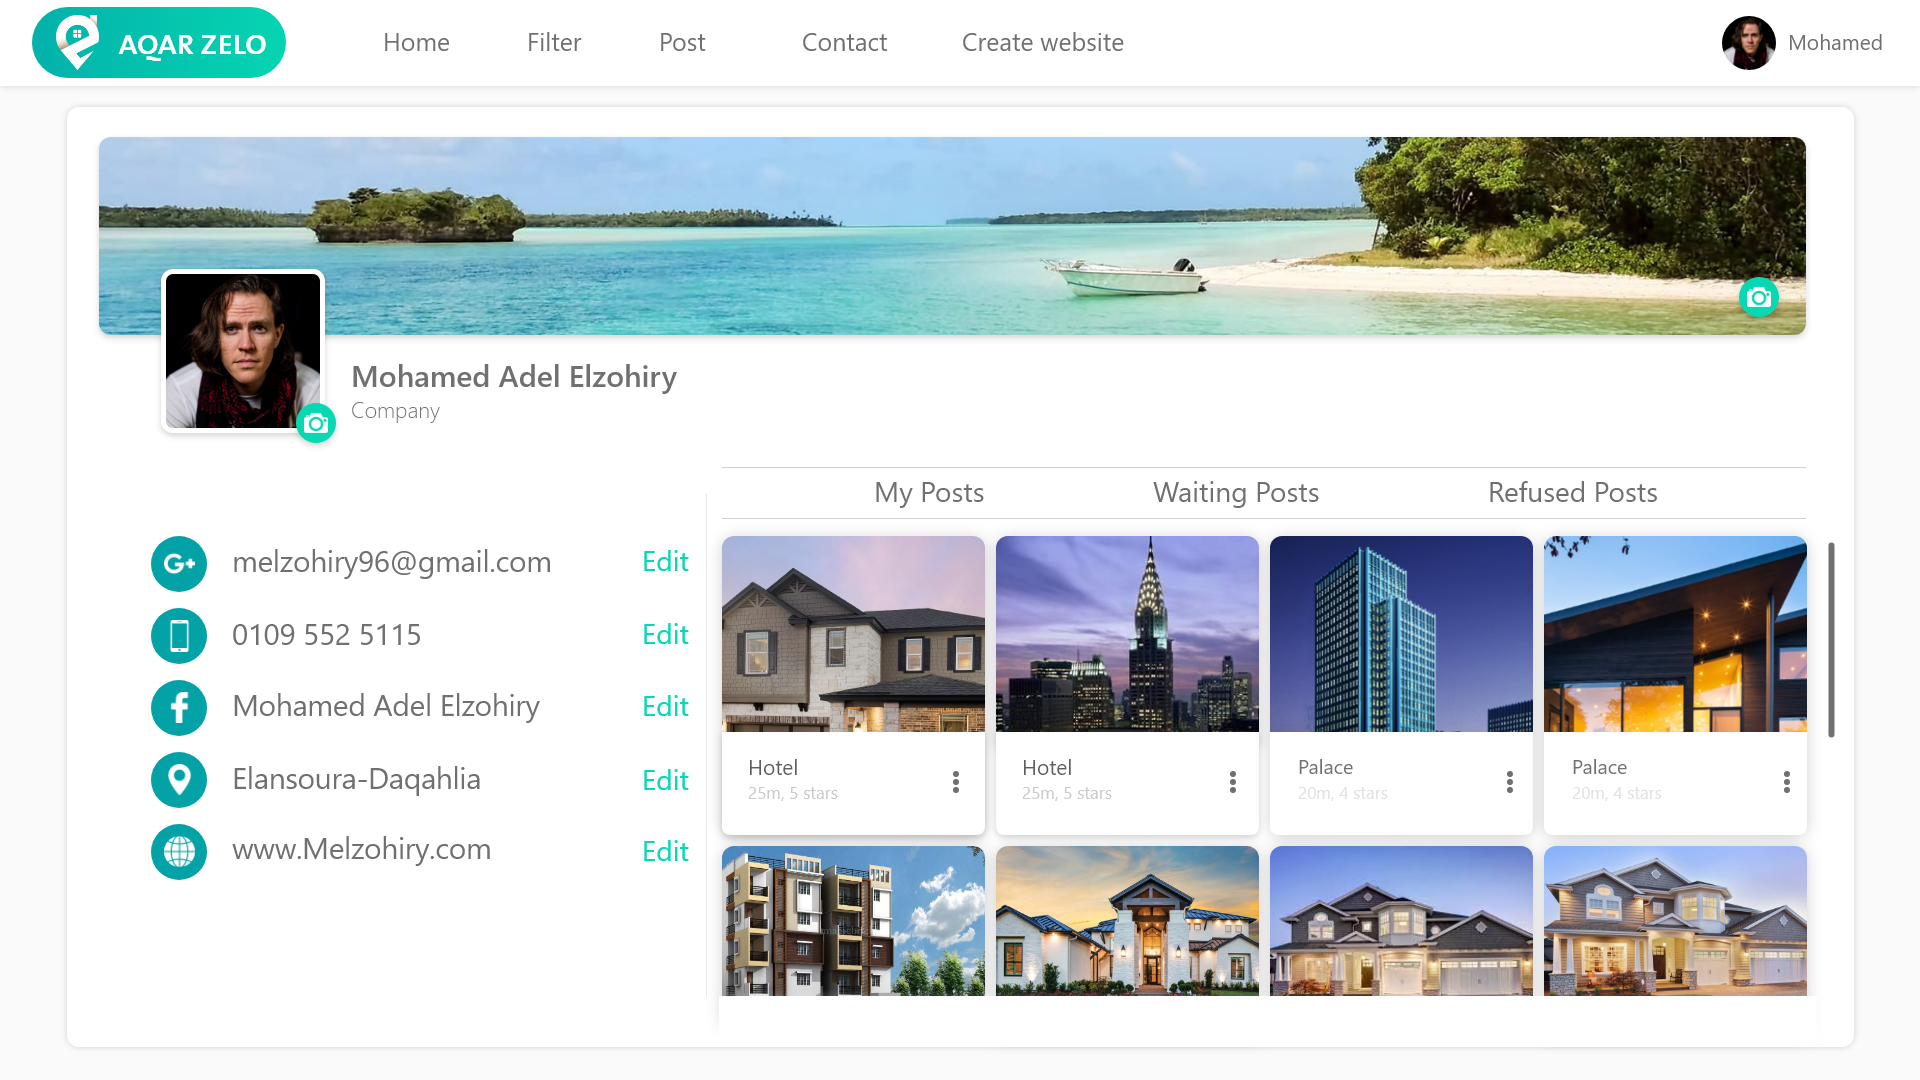 AQAR ZELO
Home
Filter
Post
Contact
Create website
Mohamed
Mohamed Adel Elzohiry
Company
My Posts
Waiting Posts
Refused Posts
melzohiry96@gmail.com
Edit
0109 552 5115
Edit
Mohamed Adel Elzohiry
Edit
Elansoura-Daqahlia
Edit
www.Melzohiry.com
Edit
Hotel
25m, 5 stars
Hotel
25m, 5 stars
Palace
20m, 4 stars
Palace
20m, 4 stars